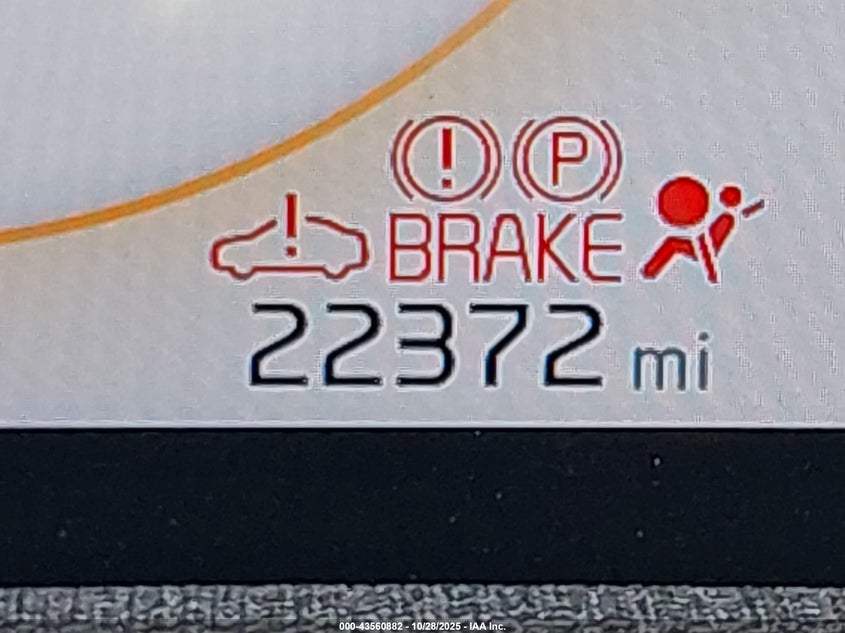 ! P
!
BRAKE
22372 mi
000-43560882 - 10/28/2025 - IAA Inc.